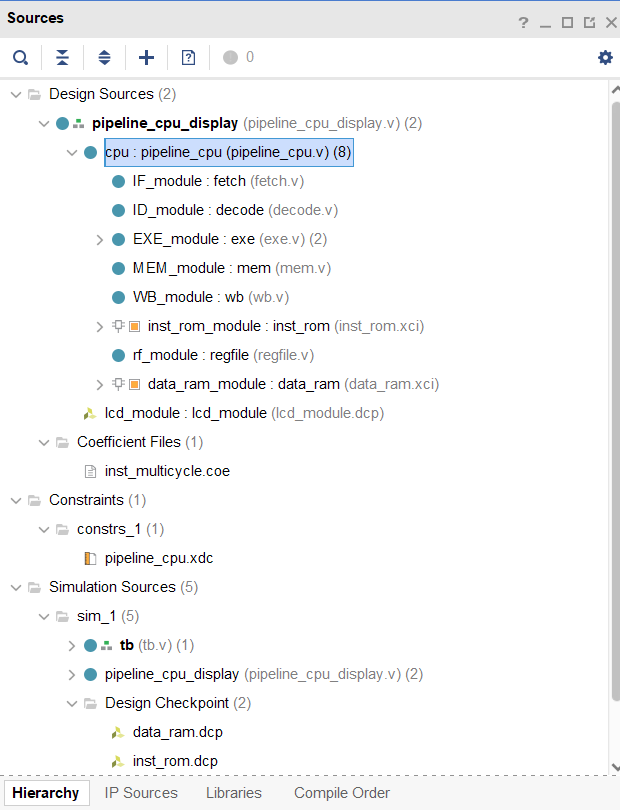 Sources
? _
0
Design Sources (2)
pipeline_cpu_display (pipeline_cpu_display.v) (2)
cpu : pipeline_cpu (pipeline_cpu.v) (8)
IF_module : fetch (fetch.v)
ID_module : decode (decode.v)
EXE_module : exe (exe.v) (2)
MEM_module : mem (mem.v)
WB_module : wb (wb.v)
inst_rom_module : inst_rom (inst_rom.xci)
rf_module : regfile (regfile.v)
data_ram_module : data_ram (data_ram.xci)
lcd_module : lcd_module (lcd_module.dcp)
Coefficient Files (1)
inst_multicycle.coe
Constraints (1)
constrs_1 (1)
pipeline_cpu.xdc
Simulation Sources (5)
sim_1 (5)
tb (tb.v) (1)
pipeline_cpu_display (pipeline_cpu_display.v) (2)
Design Checkpoint (2)
data_ram.dcp
inst_rom.dcp
Hierarchy IP Sources Libraries Compile Order